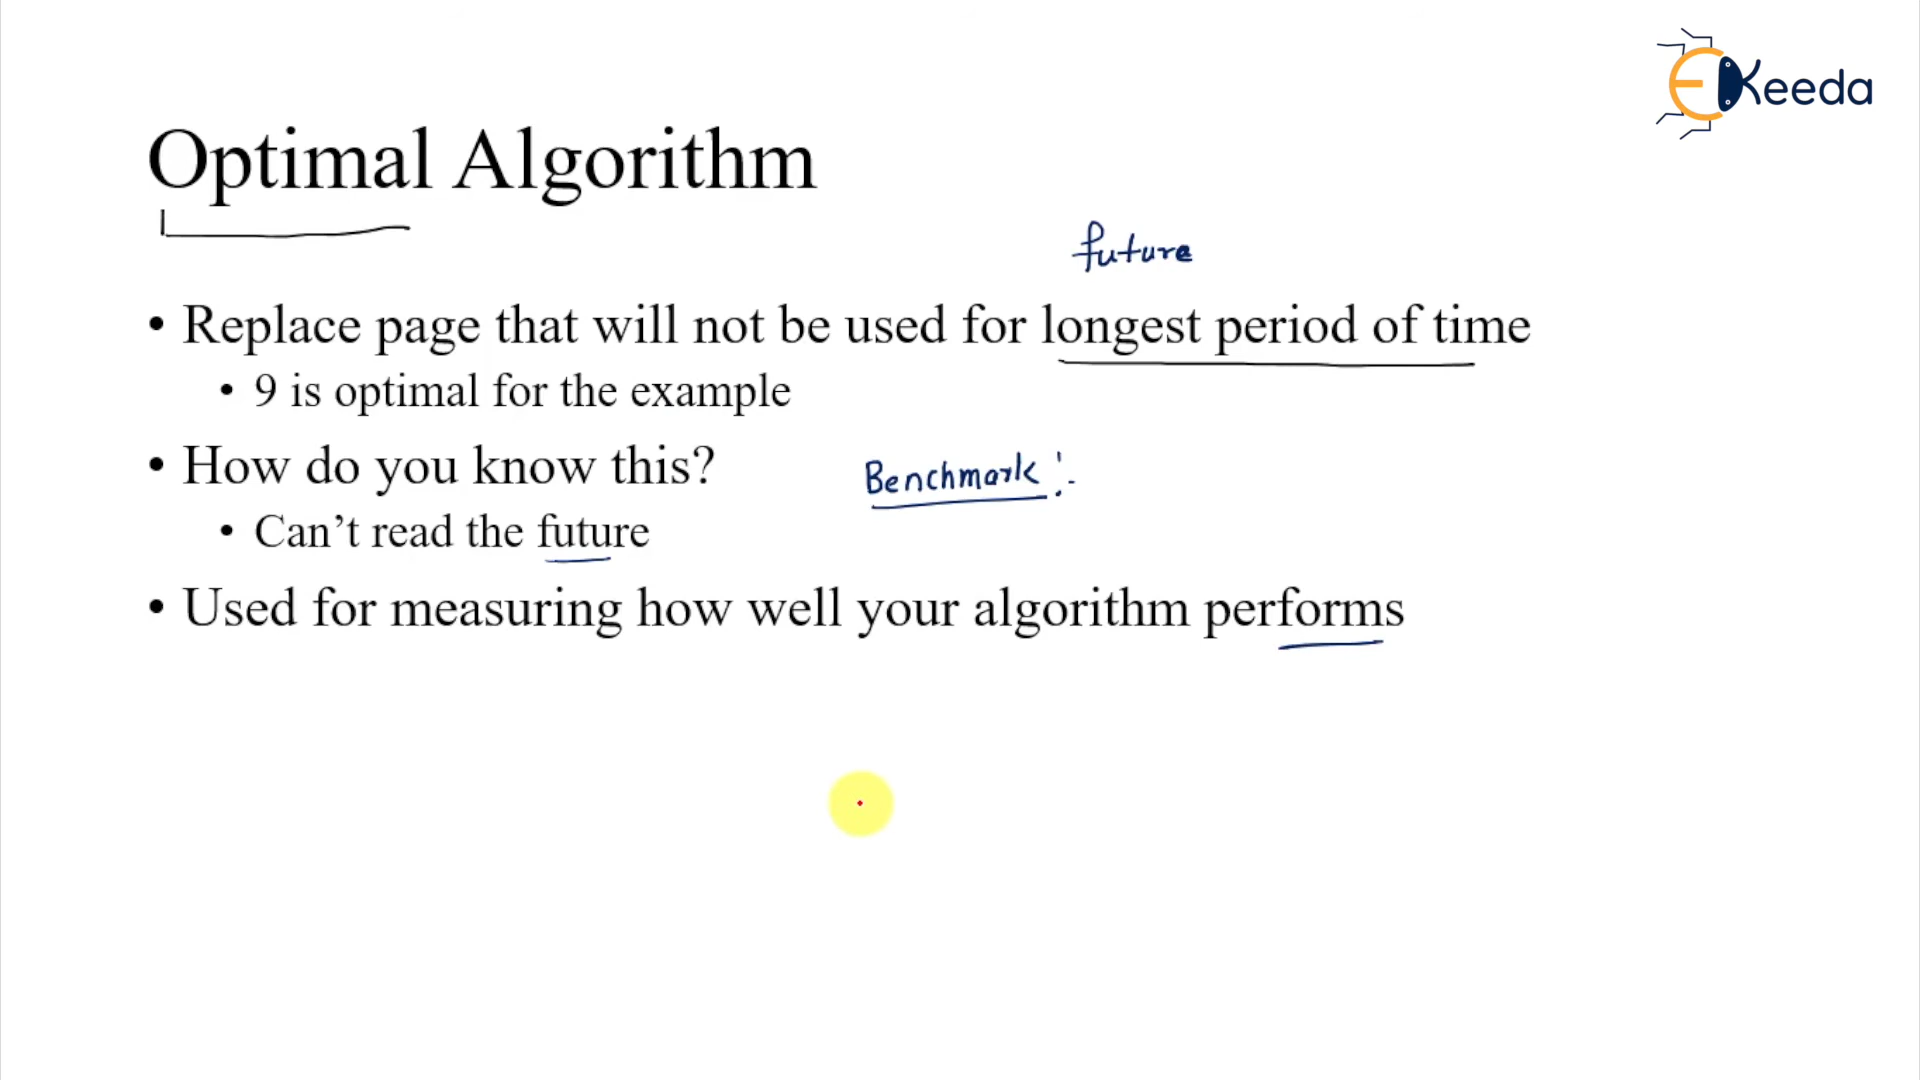 EKeeda
Optimal Algorithm
future
• Replace page that will not be used for longest period of time
• 9 is optimal for the example
• How do you know this?
Benchmark :-
• Can’t read the future
• Used for measuring how well your algorithm performs